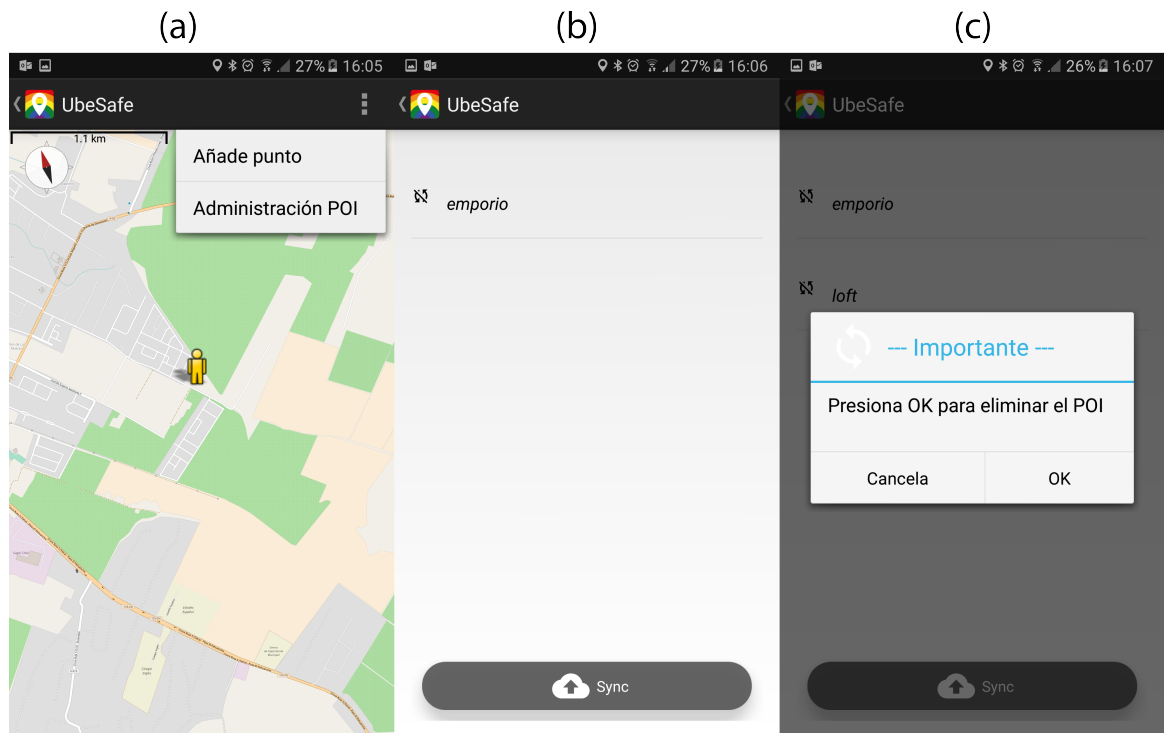 (a)
(b)
(c)
27% 16:05
27% 16:06
26% 16:07
UbeSafe
UbeSafe
UbeSafe
1.1 km
Añade punto
Administración POI
emporio
Sync
emporio
loft
--- Importante ---
Presiona OK para eliminar el POI
Cancela
OK
Sync